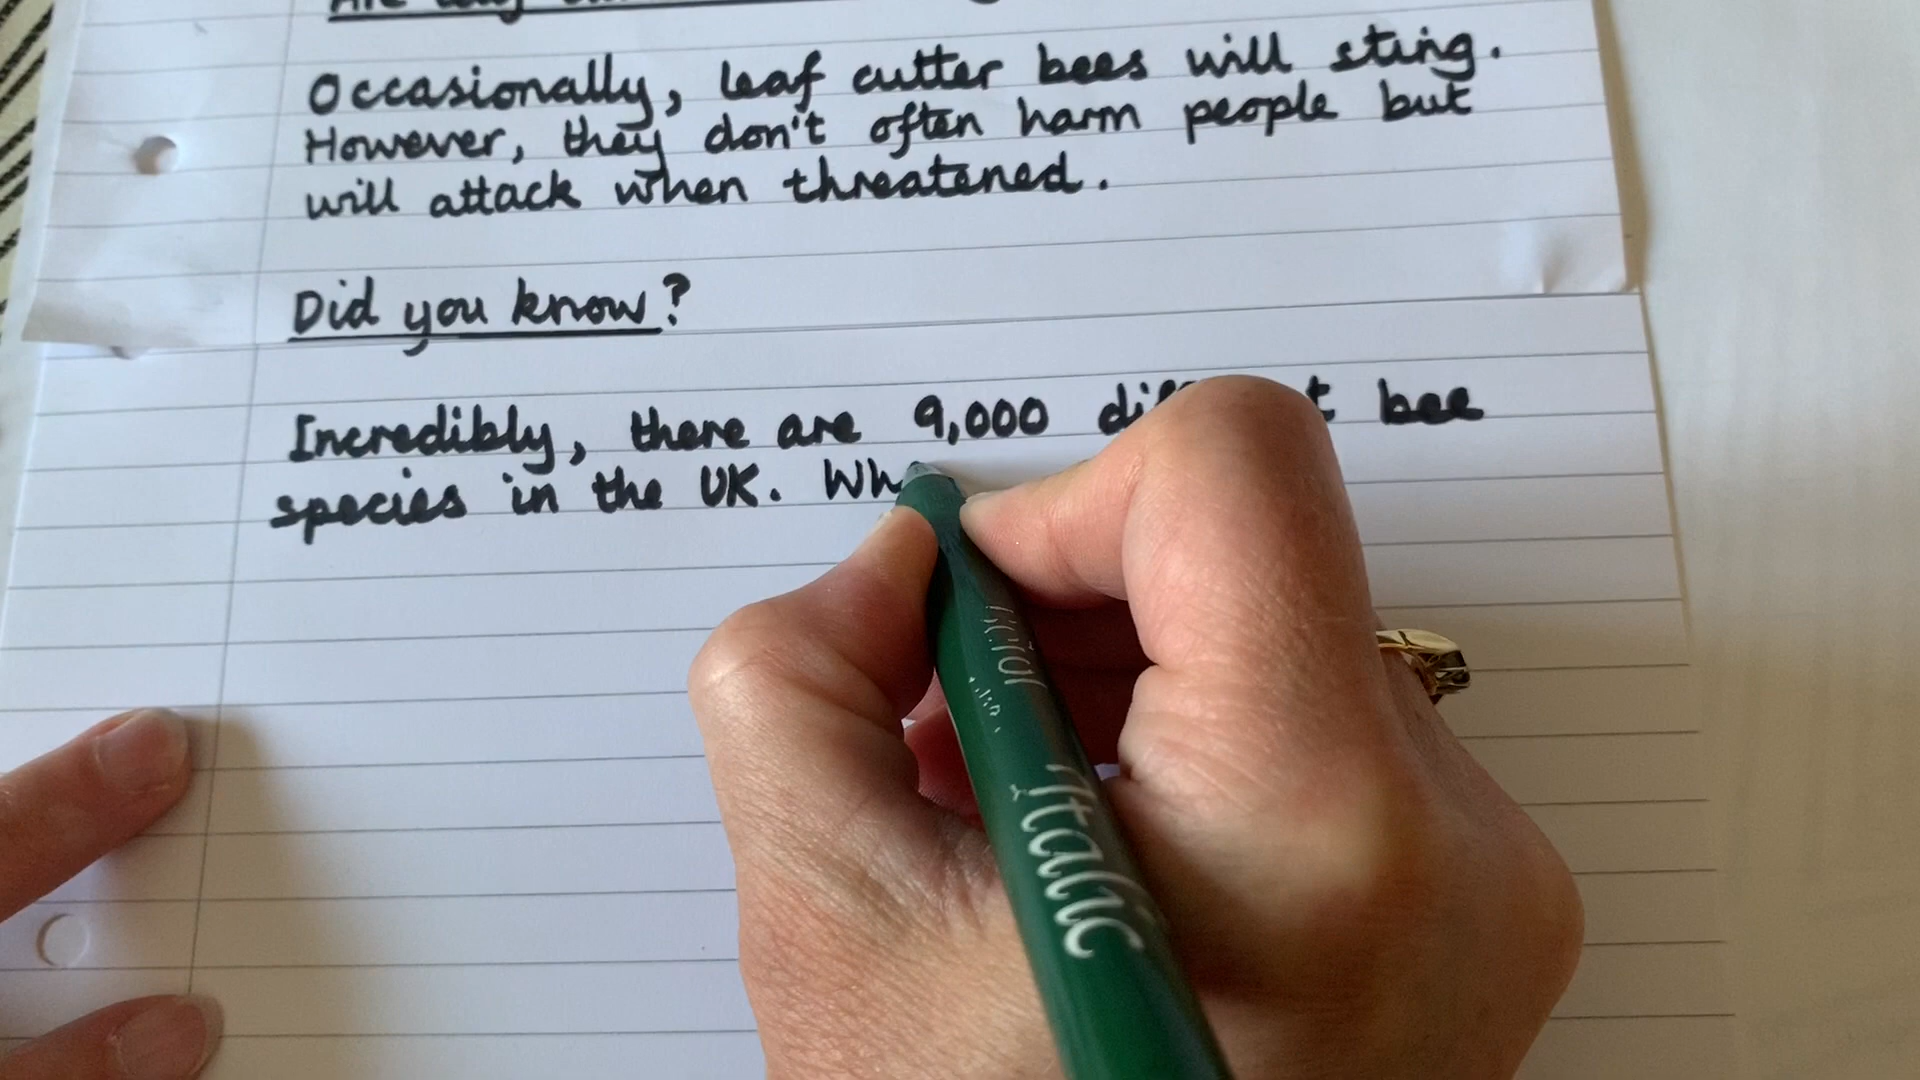 Occasionally, leaf cutter bees will sting.
However, they don't often harm people but
will attack when threatened.
Did you know?
Incredibly, there are 9,000 bee
species in the UK.
Italic